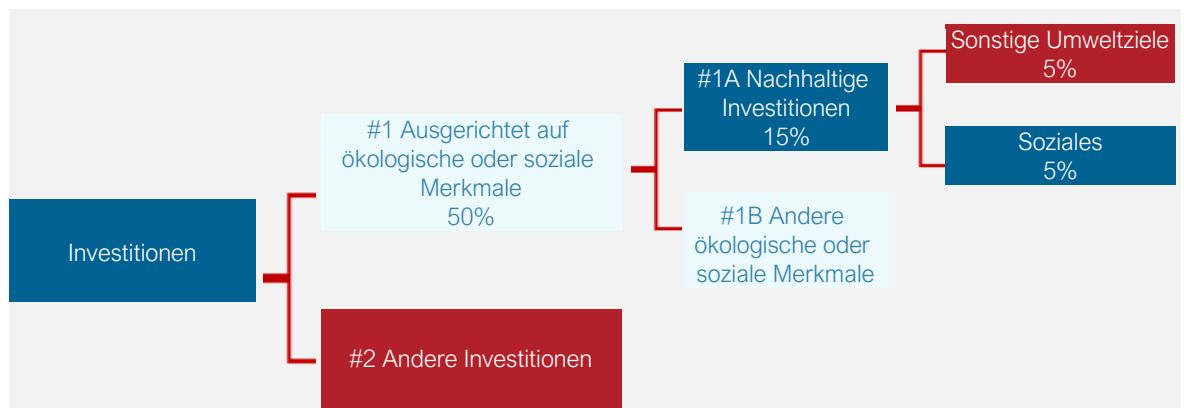 Investitionen
#1 Ausgerichtet auf
ökologische oder soziale
Merkmale
50%
#2 Andere Investitionen
#1A Nachhaltige
Investitionen
15%
#1B Andere
ökologische oder
soziale Merkmale
Sonstige Umweltziele
5%
Soziales
5%